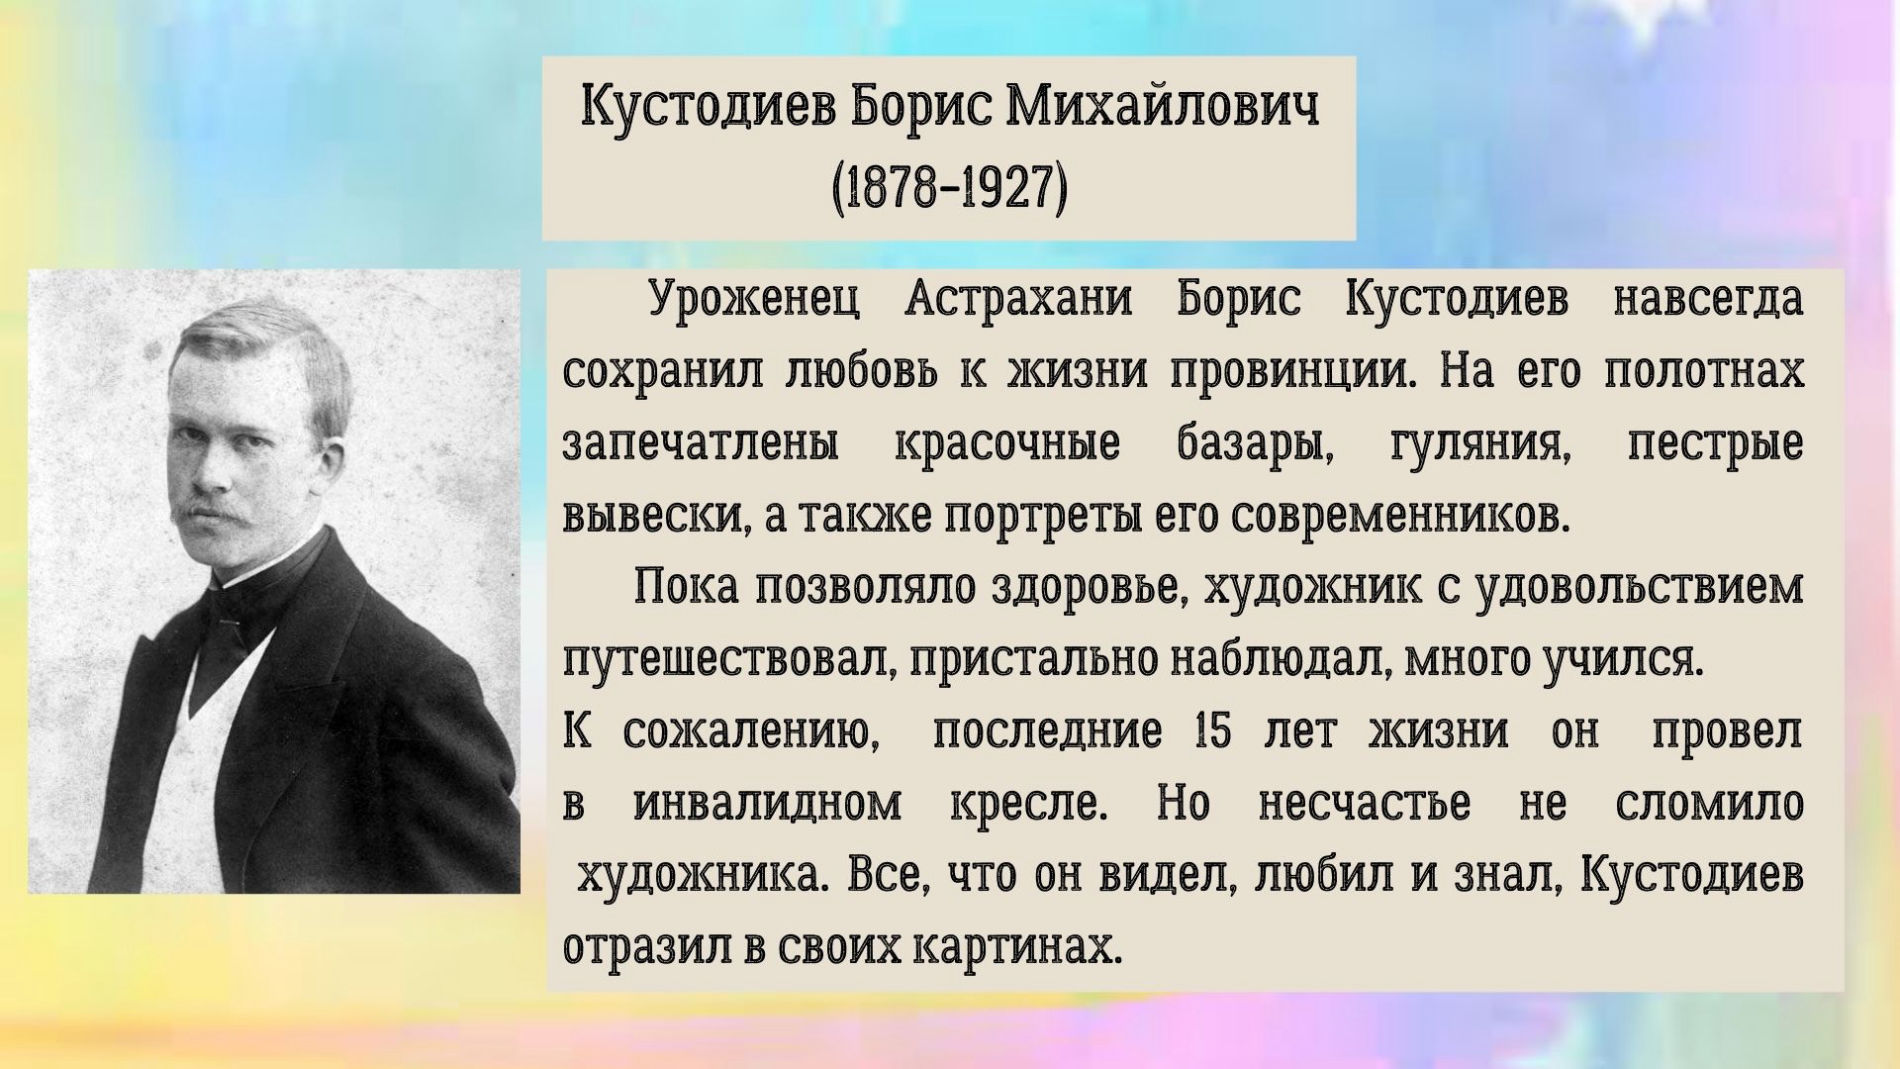 Кустодиев Борис Михайлович
(1878-1927)
Уроженец Астрахани Борис Кустодиев навсегда
сохранил любовь к жизни провинции. На его полотнах
запечатлены красочные базары, гуляния, пестрые
вывески, а также портреты его современников.
Пока позволяло здоровье, художник с удовольствием
путешествовал, пристально наблюдал, много учился.
К сожалению, последние 15 лет жизни он провел
в инвалидном кресле. Но несчастье не сломило
художника. Все, что он видел, любил и знал, Кустодиев
отразил в своих картинах.